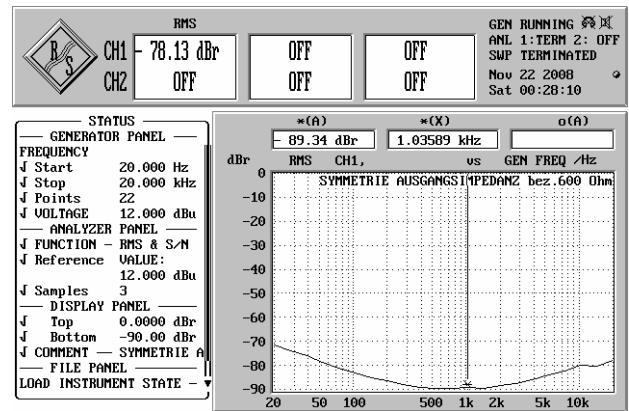 RMS
CH1 - 78.13 dBr OFF OFF
CH2 OFF OFF OFF
R S
GEN RUNNING
ANL 1:TERM 2: OFF
SWP TERMINATED
Nov 22 2008
Sat 00:28:10
STATUS
GENERATOR PANEL
FREQUENCY
Start 20.000 Hz
Stop 20.000 kHz
Points 22
VOLTAGE 12.000 dBu
ANALYZER PANEL
FUNCTION - RMS & S/N
Reference VALUE:
12.000 dBu
Samples 3
DISPLAY PANEL
Top 0.0000 dBr
Bottom -90.00 dBr
COMMENT — SYMMETRIE A
FILE PANEL
LOAD INSTRUMENT STATE -
*(A) *(X) o(A)
- 89.34 dBr 1.03589 kHz
dBr RMS CH1, vs GEN FREQ /Hz
SYMMETRIE AUSGANGSIMPEDANZ bez.600 Ohm
0
-10
-20
-30
-40
-50
-60
-70
-80
-90
20 50 100 500 1k 2k 5k 10k